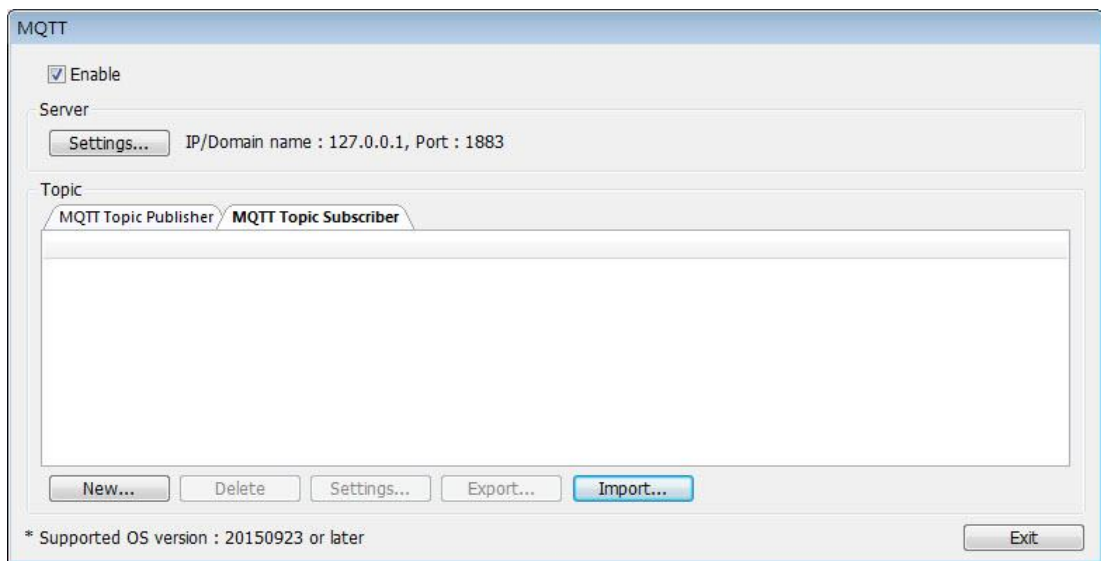 MQTT
Enable
Server
Settings... IP/Domain name : 127.0.0.1, Port : 1883
Topic
MQTT Topic Publisher MQTT Topic Subscriber
New... Delete Settings... Export... Import...
* Supported OS version : 20150923 or later Exit